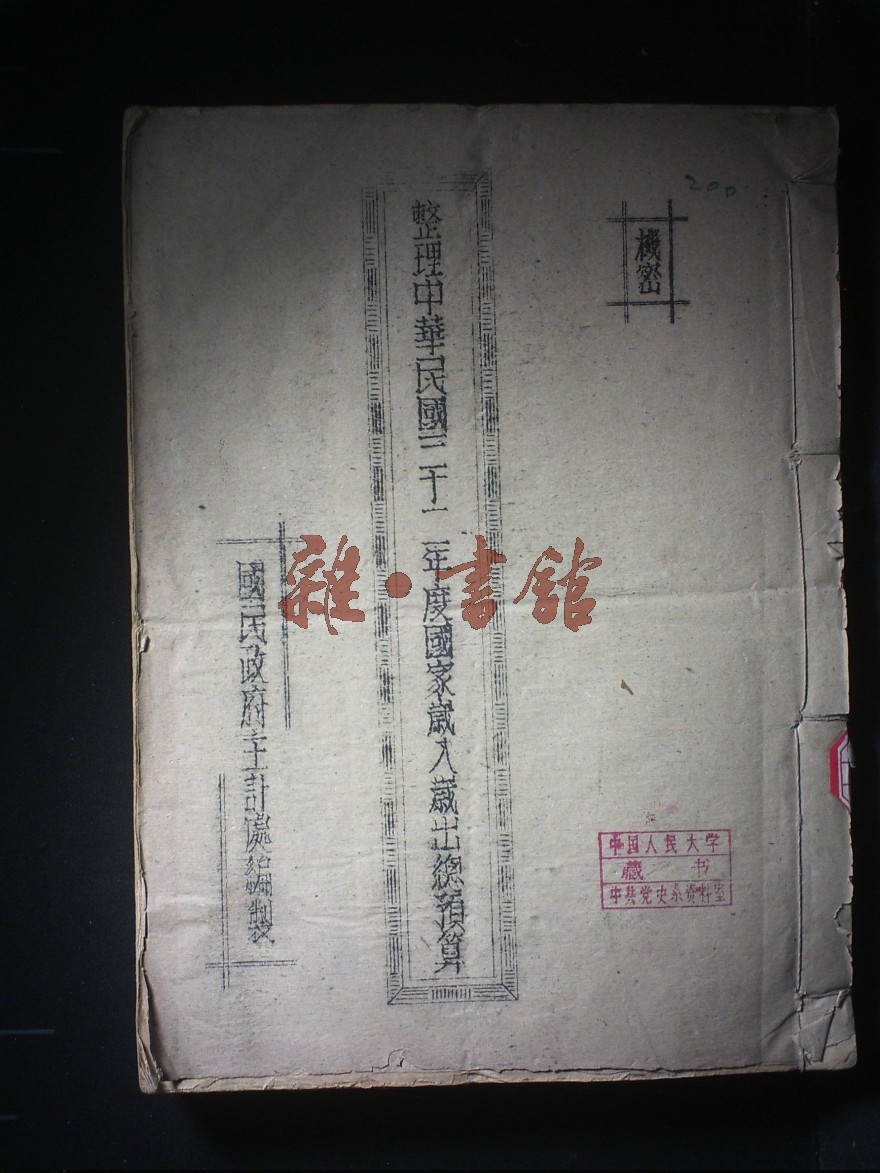 200
機密
整理中華民國三十二年度國家歲入歲出總預算
國民政府主計處編製
中国人民大学
藏书
中共党史系资料室
雜·書館